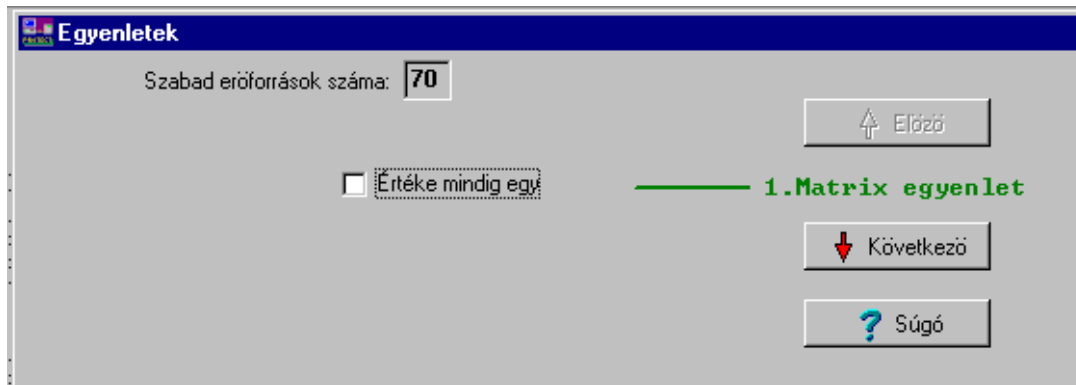 Egyenletek
Szabad erőforrások száma: 70
Előző
Értéke mindig egy
1.Matrix egyenlet
Következő
Súgó